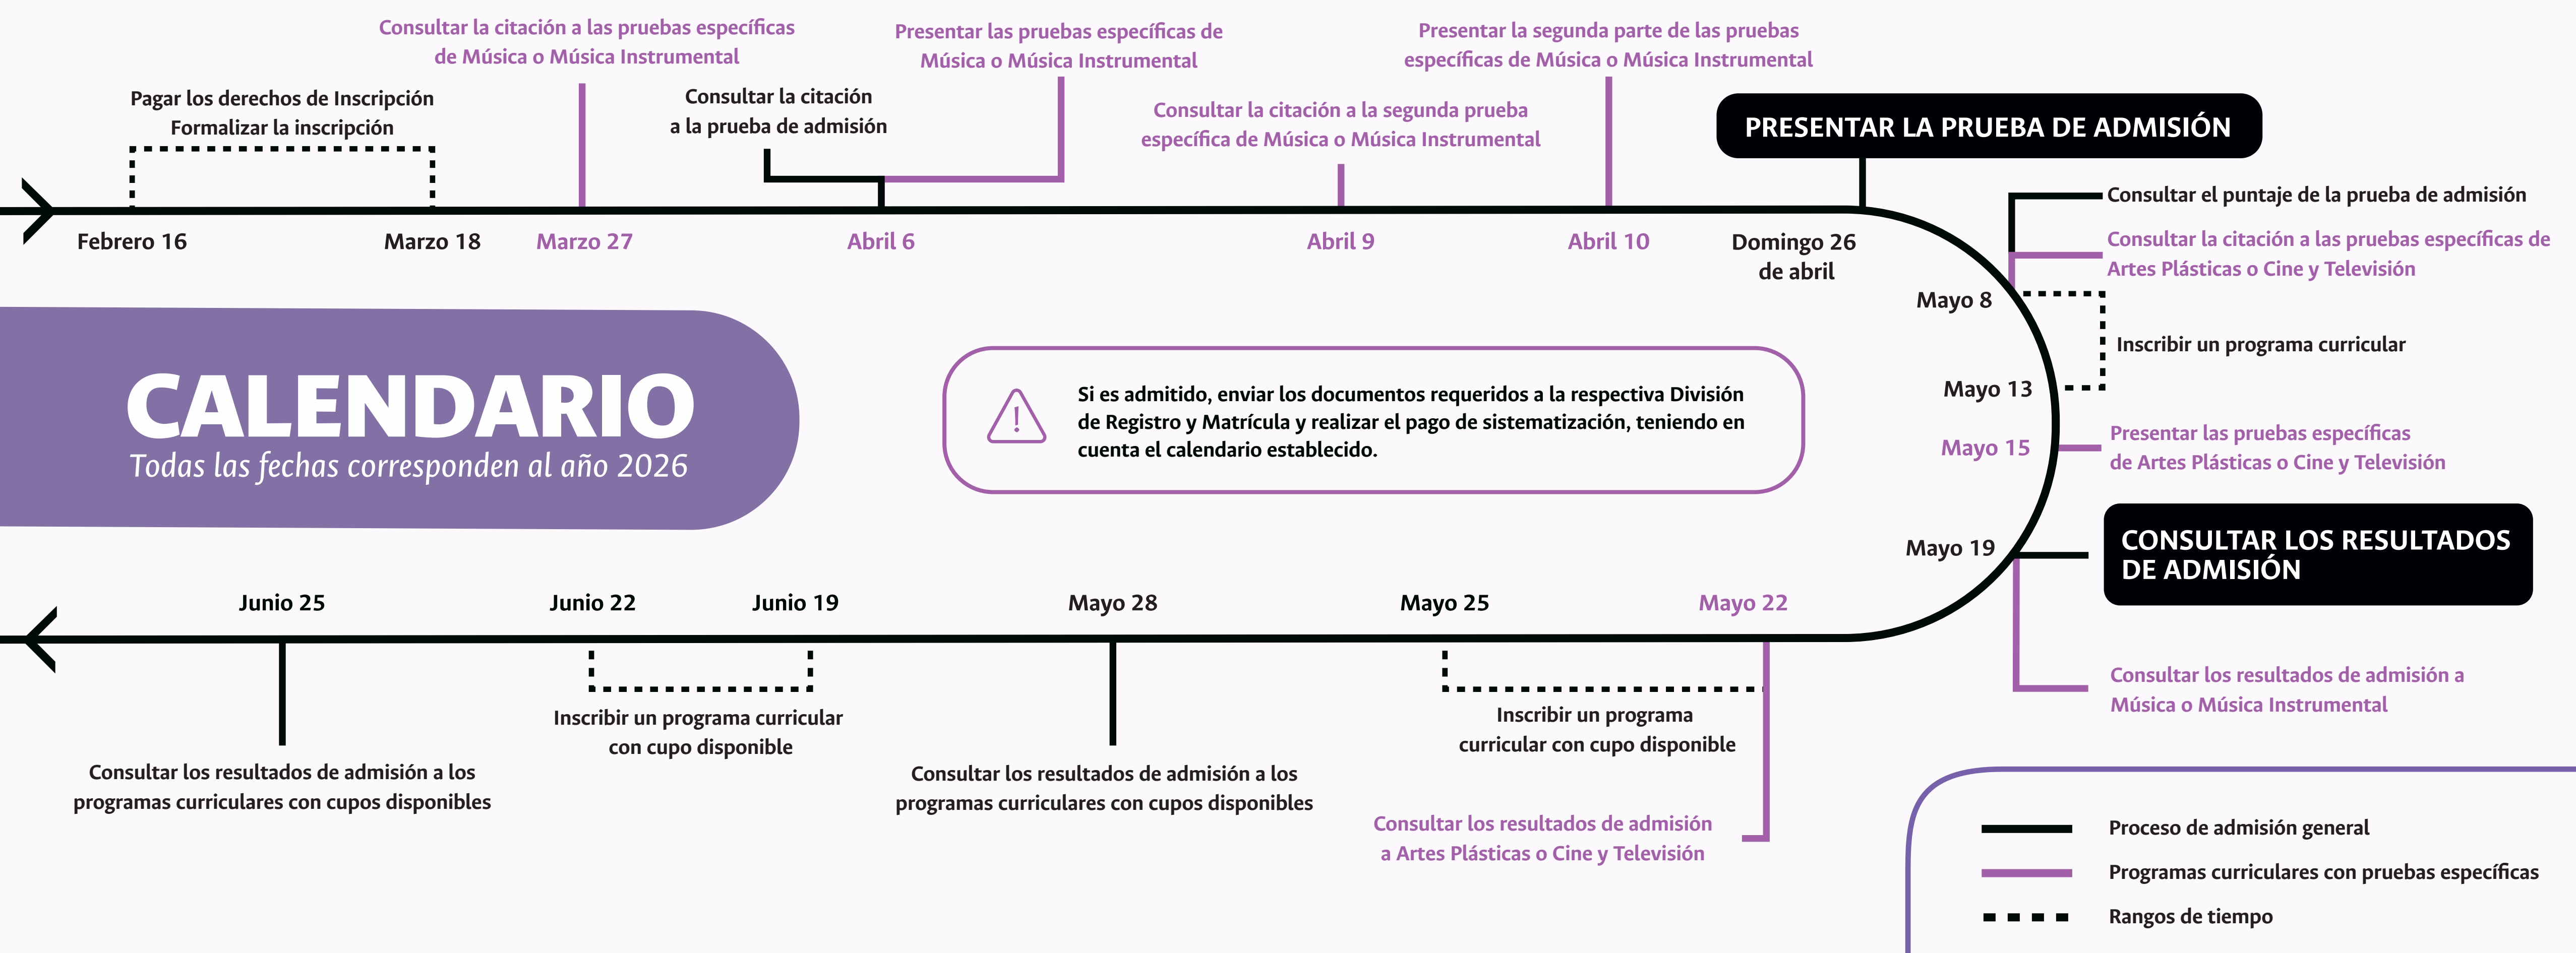 Consultar la citación a las pruebas específicas
de Música o Música Instrumental
Presentar las pruebas específicas de
Música o Música Instrumental
Presentar la segunda parte de las pruebas
específicas de Música o Música Instrumental
Pagar los derechos de Inscripción
Formalizar la inscripción
Consultar la citación
a la prueba de admisión
Consultar la citación a la segunda prueba
específica de Música o Música Instrumental
PRESENTAR LA PRUEBA DE ADMISIÓN
Febrero 16
Marzo 18
Marzo 27
Abril 6
Abril 9
Abril 10
Domingo 26
de abril
Consultar el puntaje de la prueba de admisión
Consultar la citación a las pruebas específicas de
Artes Plásticas o Cine y Televisión
Mayo 8
Inscribir un programa curricular
Mayo 13
Mayo 15
Presentar las pruebas específicas
de Artes Plásticas o Cine y Televisión
CALENDARIO
Todas las fechas corresponden al año 2026
!
Si es admitido, enviar los documentos requeridos a la respectiva División
de Registro y Matrícula y realizar el pago de sistematización, teniendo en
cuenta el calendario establecido.
Mayo 19
CONSULTAR LOS RESULTADOS
DE ADMISIÓN
Consultar los resultados de admisión a
Música o Música Instrumental
Junio 25
Junio 22
Junio 19
Mayo 28
Mayo 25
Mayo 22
Inscribir un programa curricular
con cupo disponible
Inscribir un programa
curricular con cupo disponible
Consultar los resultados de admisión a los
programas curriculares con cupos disponibles
Consultar los resultados de admisión a los
programas curriculares con cupos disponibles
Consultar los resultados de admisión
a Artes Plásticas o Cine y Televisión
Proceso de admisión general
Programas curriculares con pruebas específicas
Rangos de tiempo